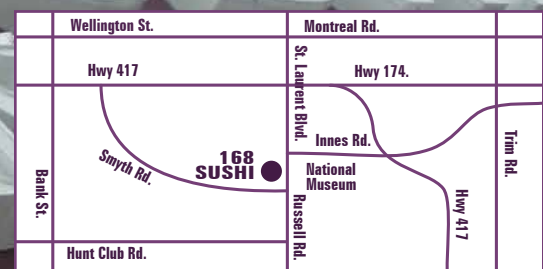 Wellington St.
Montreal Rd.
Hwy 417
St. Laurent Blvd.
Hwy 174.
Innes Rd.
Trim Rd.
168
SUSHI
Smyth Rd.
National
Museum
Bank St.
Russell Rd.
Hwy 417
Hunt Club Rd.